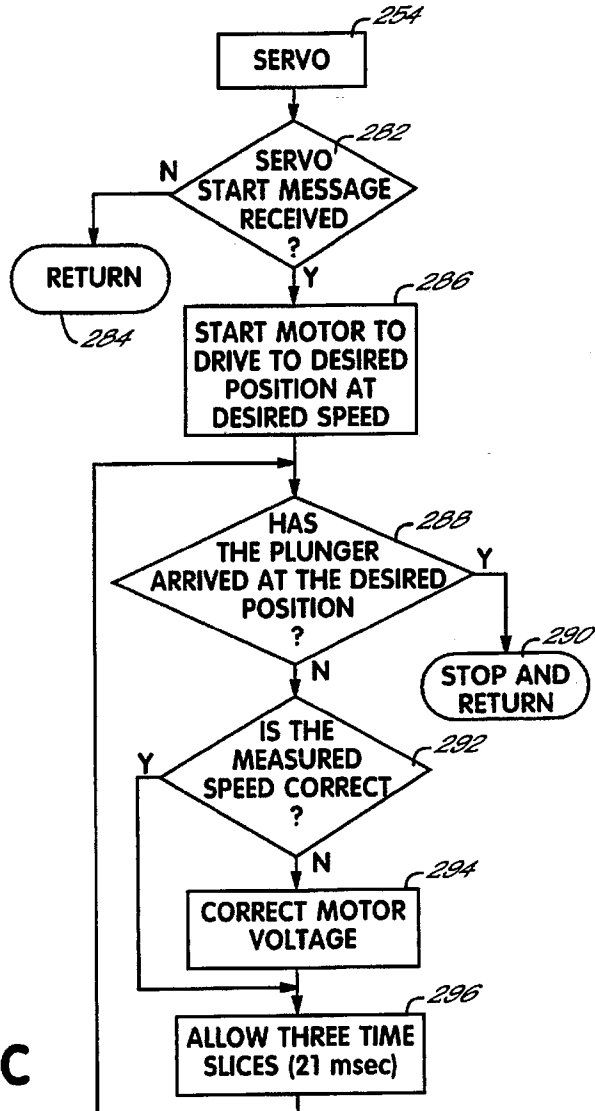 254
SERVO
282
N
SERVO
START MESSAGE
RECEIVED
?
RETURN
Y
284
286
START MOTOR TO
DRIVE TO DESIRED
POSITION AT
DESIRED SPEED
288
HAS
THE PLUNGER
ARRIVED AT THE DESIRED
POSITION
?
Y
290
N
STOP AND
RETURN
292
IS THE
MEASURED
SPEED CORRECT
?
Y
N
294
CORRECT MOTOR
VOLTAGE
296
ALLOW THREE TIME
SLICES (21 msec)
C